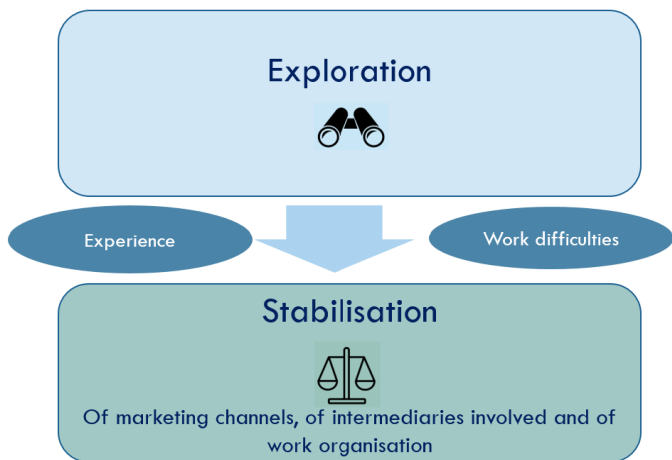 Exploration
Experience
Work difficulties
Stabilisation
Of marketing channels, of intermediaries involved and of
work organisation